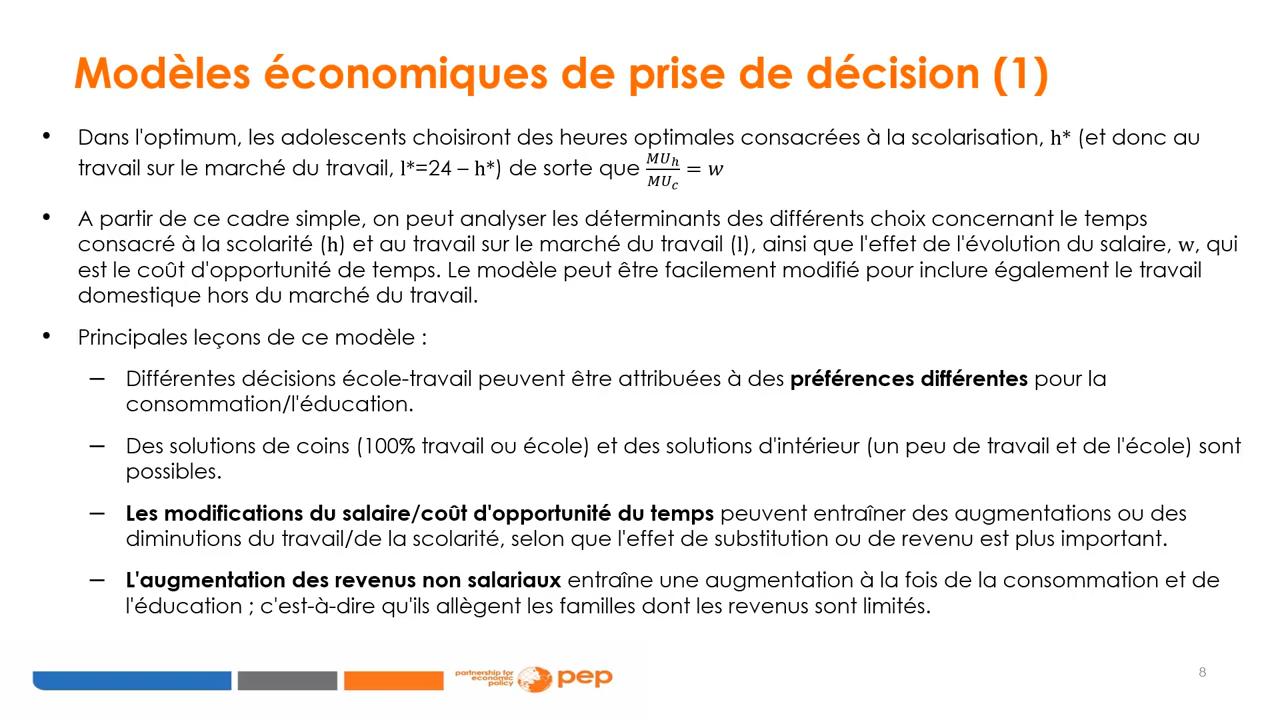 Modèles économiques de prise de décision (1)
• Dans l'optimum, les adolescents choisiront des heures optimales consacrées à la scolarisation, h* (et donc au
travail sur le marché du travail, l*=24 – h*) de sorte que MU_h/MU_c = w
• A partir de ce cadre simple, on peut analyser les déterminants des différents choix concernant le temps
consacré à la scolarité (h) et au travail sur le marché du travail (l), ainsi que l'effet de l'évolution du salaire, w, qui
est le coût d'opportunité de temps. Le modèle peut être facilement modifié pour inclure également le travail
domestique hors du marché du travail.
• Principales leçons de ce modèle :
– Différentes décisions école-travail peuvent être attribuées à des préférences différentes pour la
consommation/l'éducation.
– Des solutions de coins (100% travail ou école) et des solutions d'intérieur (un peu de travail et de l'école) sont
possibles.
– Les modifications du salaire/coût d'opportunité du temps peuvent entraîner des augmentations ou des
diminutions du travail/de la scolarité, selon que l'effet de substitution ou de revenu est plus important.
– L'augmentation des revenus non salariaux entraîne une augmentation à la fois de la consommation et de
l'éducation ; c'est-à-dire qu'ils allègent les familles dont les revenus sont limités.
partnership for
economic
policy
pep
8